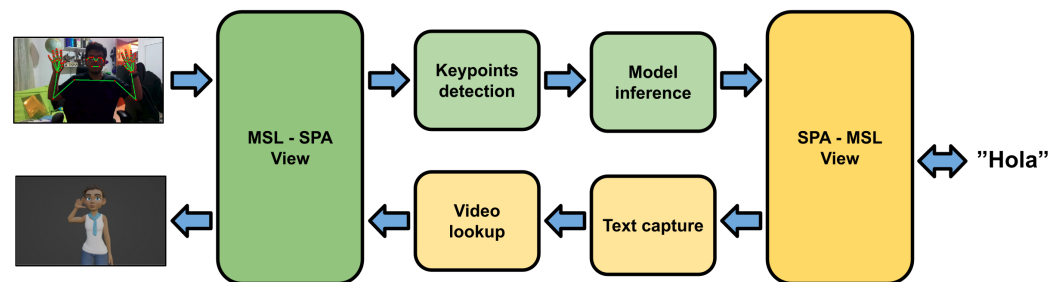 MSL - SPA
View
Keypoints
detection
Model
inference
SPA - MSL
View
”Hola”
Video
lookup
Text capture